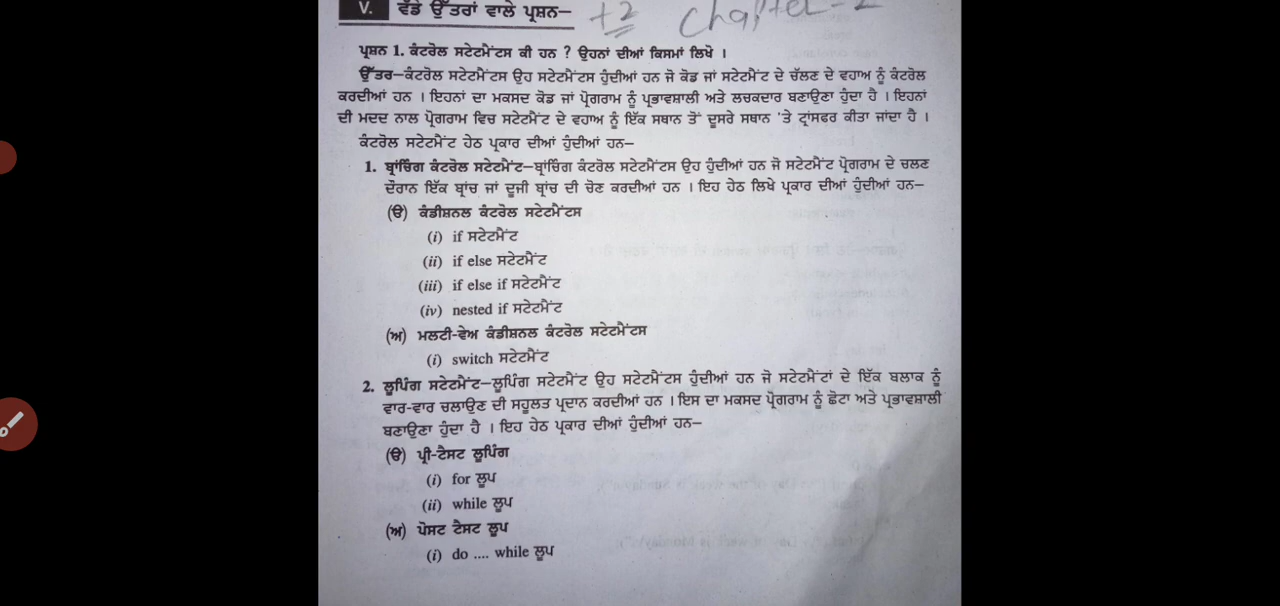 V. ਵੱਡੇ ਉੱਤਰਾਂ ਵਾਲੇ ਪ੍ਰਸ਼ਨ– +2 Chapter-2
ਪ੍ਰਸ਼ਨ 1. ਕੰਟਰੋਲ ਸਟੇਟਮੈਂਟਸ ਕੀ ਹਨ ? ਉਹਨਾਂ ਦੀਆਂ ਕਿਸਮਾਂ ਲਿਖੋ ।
ਉੱਤਰ–ਕੰਟਰੋਲ ਸਟੇਟਮੈਂਟਸ ਉਹ ਸਟੇਟਮੈਂਟਸ ਹੁੰਦੀਆਂ ਹਨ ਜੋ ਕੋਡ ਜਾਂ ਸਟੇਟਮੈਂਟ ਦੇ ਚੱਲਣ ਦੇ ਵਹਾਅ ਨੂੰ ਕੰਟਰੋਲ
ਕਰਦੀਆਂ ਹਨ । ਇਹਨਾਂ ਦਾ ਮਕਸਦ ਕੋਡ ਜਾਂ ਪ੍ਰੋਗਰਾਮ ਨੂੰ ਪ੍ਰਭਾਵਸ਼ਾਲੀ ਅਤੇ ਲਚਕਦਾਰ ਬਣਾਉਣਾ ਹੁੰਦਾ ਹੈ । ਇਹਨਾਂ
ਦੀ ਮਦਦ ਨਾਲ ਪ੍ਰੋਗਰਾਮ ਵਿਚ ਸਟੇਟਮੈਂਟ ਦੇ ਵਹਾਅ ਨੂੰ ਇੱਕ ਸਥਾਨ ਤੋਂ ਦੂਸਰੇ ਸਥਾਨ 'ਤੇ ਟ੍ਰਾਂਸਫਰ ਕੀਤਾ ਜਾਂਦਾ ਹੈ ।
ਕੰਟਰੋਲ ਸਟੇਟਮੈਂਟ ਹੇਠ ਪ੍ਰਕਾਰ ਦੀਆਂ ਹੁੰਦੀਆਂ ਹਨ–
1. ਬ੍ਰਾਂਚਿੰਗ ਕੰਟਰੋਲ ਸਟੇਟਮੈਂਟ–ਬ੍ਰਾਂਚਿੰਗ ਕੰਟਰੋਲ ਸਟੇਟਮੈਂਟਸ ਉਹ ਹੁੰਦੀਆਂ ਹਨ ਜੋ ਸਟੇਟਮੈਂਟ ਪ੍ਰੋਗਰਾਮ ਦੇ ਚਲਣ
ਦੌਰਾਨ ਇੱਕ ਬ੍ਰਾਂਚ ਜਾਂ ਦੂਜੀ ਬ੍ਰਾਂਚ ਦੀ ਚੋਣ ਕਰਦੀਆਂ ਹਨ । ਇਹ ਹੇਠ ਲਿਖੇ ਪ੍ਰਕਾਰ ਦੀਆਂ ਹੁੰਦੀਆਂ ਹਨ–
(ੳ) ਕੰਡੀਸ਼ਨਲ ਕੰਟਰੋਲ ਸਟੇਟਮੈਂਟਸ
(i) if ਸਟੇਟਮੈਂਟ
(ii) if else ਸਟੇਟਮੈਂਟ
(iii) if else if ਸਟੇਟਮੈਂਟ
(iv) nested if ਸਟੇਟਮੈਂਟ
(ਅ) ਮਲਟੀ-ਵੇਅ ਕੰਡੀਸ਼ਨਲ ਕੰਟਰੋਲ ਸਟੇਟਮੈਂਟਸ
(i) switch ਸਟੇਟਮੈਂਟ
2. ਲੂਪਿੰਗ ਸਟੇਟਮੈਂਟ–ਲੂਪਿੰਗ ਸਟੇਟਮੈਂਟ ਉਹ ਸਟੇਟਮੈਂਟਸ ਹੁੰਦੀਆਂ ਹਨ ਜੋ ਸਟੇਟਮੈਂਟਾਂ ਦੇ ਇੱਕ ਬਲਾਕ ਨੂੰ
ਵਾਰ-ਵਾਰ ਚਲਾਉਣ ਦੀ ਸਹੂਲਤ ਪ੍ਰਦਾਨ ਕਰਦੀਆਂ ਹਨ । ਇਸ ਦਾ ਮਕਸਦ ਪ੍ਰੋਗਰਾਮ ਨੂੰ ਛੋਟਾ ਅਤੇ ਪ੍ਰਭਾਵਸ਼ਾਲੀ
ਬਣਾਉਣਾ ਹੁੰਦਾ ਹੈ । ਇਹ ਹੇਠ ਪ੍ਰਕਾਰ ਦੀਆਂ ਹੁੰਦੀਆਂ ਹਨ–
(ੳ) ਪ੍ਰੀ-ਟੈਸਟ ਲੂਪਿੰਗ
(i) for ਲੂਪ
(ii) while ਲੂਪ
(ਅ) ਪੋਸਟ ਟੈਸਟ ਲੂਪ
(i) do .... while ਲੂਪ